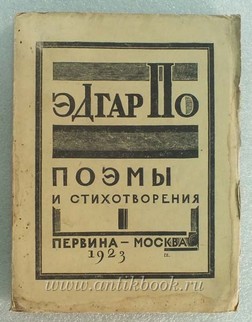 ЭДГАР ПО
ПОЭМЫ
И СТИХОТВОРЕНИЯ
I
ПЕРВИНА – МОСКВА
1923
www.antikbook.ru